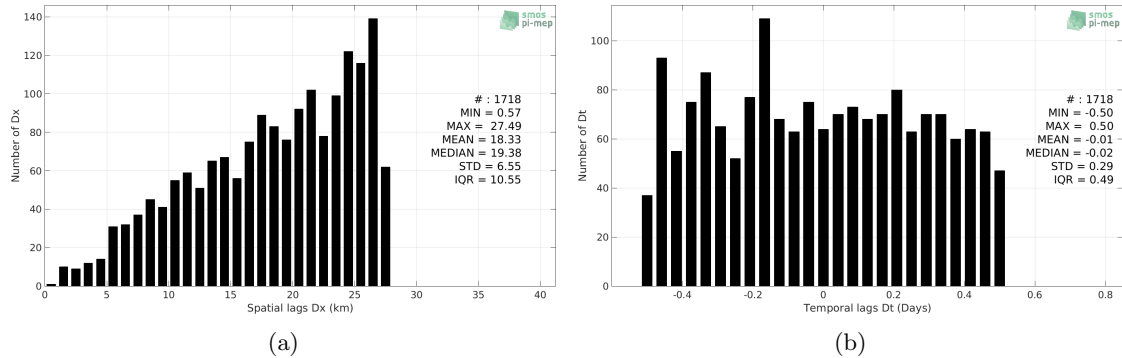 smos
pi-mep
Number of Dx
140
120
100
80
60
40
20
0
# : 1718
MIN = 0.57
MAX = 27.49
MEAN = 18.33
MEDIAN = 19.38
STD = 6.55
IQR = 10.55
0 5 10 15 20 25 30 35 40
Spatial lags Dx (km)
(a)
smos
pi-mep
Number of Dt
100
80
60
40
20
0
# : 1718
MIN = -0.50
MAX = 0.50
MEAN = -0.01
MEDIAN = -0.02
STD = 0.29
IQR = 0.49
-0.4 -0.2 0 0.2 0.4 0.6 0.8
Temporal lags Dt (Days)
(b)